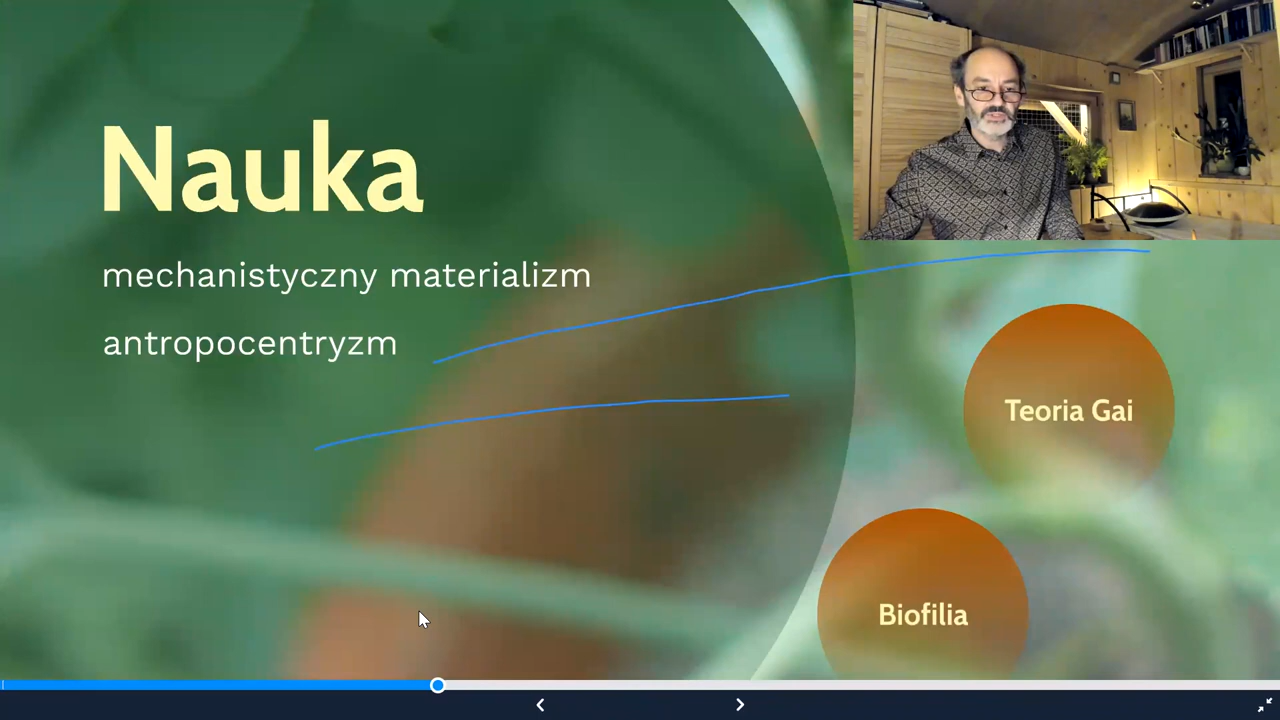 Nauka
mechanistyczny materializm
antropocentryzm
Teoria Gai
Biofilia